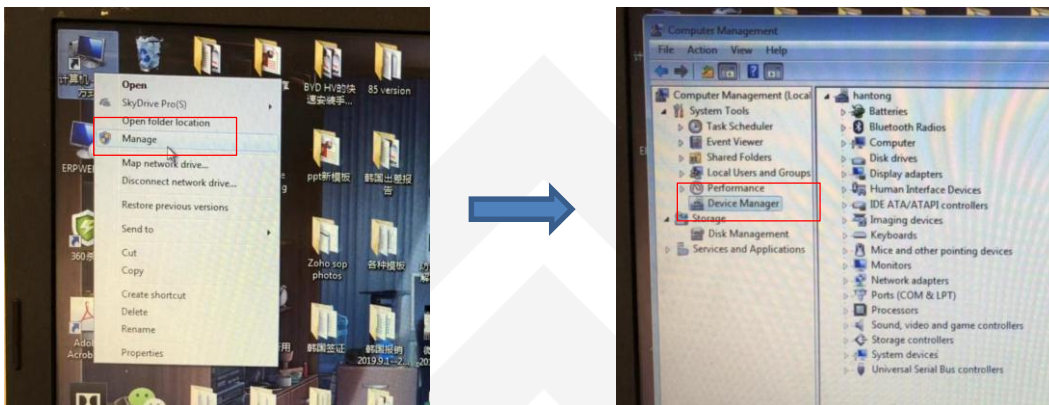 计算机
方式
ERPWE
360
Ado
Acrob
Open
SkyDrive Pro(S)
Open folder location
Manage
Map network drive...
Disconnect network drive...
Restore previous versions
Send to
Cut
Copy
Create shortcut
Delete
Rename
Properties
BYD HV的快
速安装手...
85 version
ppt新模板
韩国出差报
告
Zoho sop
photos
各种模板
用
韩国签证
韩国报销
2019.9.1--2...
Computer Management
File Action View Help
Computer Management (Local
System Tools
Task Scheduler
Event Viewer
Shared Folders
Local Users and Groups
Performance
Device Manager
Storage
Disk Management
Services and Applications
hantong
Batteries
Bluetooth Radios
Computer
Disk drives
Display adapters
Human Interface Devices
IDE ATA/ATAPI controllers
Imaging devices
Keyboards
Mice and other pointing devices
Monitors
Network adapters
Ports (COM & LPT)
Processors
Sound, video and game controllers
Storage controllers
System devices
Universal Serial Bus controllers